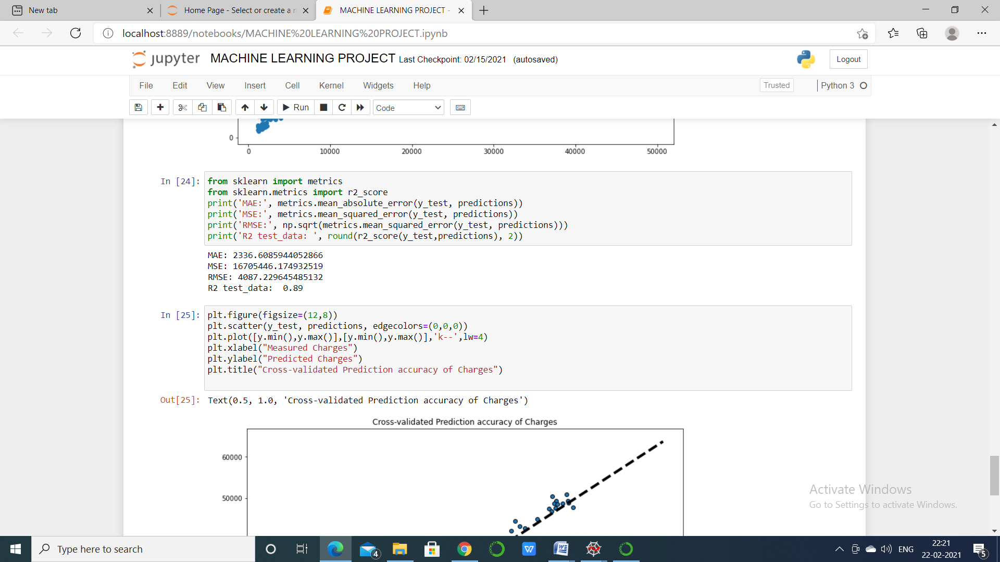 New tab
Home Page - Select or create a n
MACHINE LEARNING PROJECT -
localhost:8889/notebooks/MACHINE%20LEARNING%20PROJECT.ipynb
jupyter MACHINE LEARNING PROJECT Last Checkpoint: 02/15/2021 (autosaved)
Logout
File Edit View Insert Cell Kernel Widgets Help
Trusted
Python 3
Run
Code
0
0 10000 20000 30000 40000 50000
In [24]: from sklearn import metrics
from sklearn.metrics import r2_score
print('MAE:', metrics.mean_absolute_error(y_test, predictions))
print('MSE:', metrics.mean_squared_error(y_test, predictions))
print('RMSE:', np.sqrt(metrics.mean_squared_error(y_test, predictions)))
print('R2 test_data: ', round(r2_score(y_test,predictions), 2))
MAE: 2336.6085944052866
MSE: 16705446.174932519
RMSE: 4087.229645485132
R2 test_data:  0.89
In [25]: plt.figure(figsize=(12,8))
plt.scatter(y_test, predictions, edgecolors=(0,0,0))
plt.plot([y.min(),y.max()],[y.min(),y.max()],'k--',lw=4)
plt.xlabel("Measured Charges")
plt.ylabel("Predicted Charges")
plt.title("Cross-validated Prediction accuracy of Charges")
Out[25]: Text(0.5, 1.0, 'Cross-validated Prediction accuracy of Charges')
Cross-validated Prediction accuracy of Charges
60000
50000
Activate Windows
Go to Settings to activate Windows.
Type here to search
4
W
W
ENG
22:21
22-02-2021
5